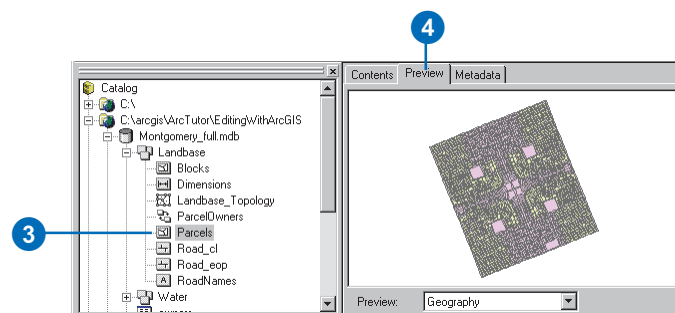 4
Contents Preview Metadata
Catalog
C:\
C:\arcgis\ArcTutor\EditingWithArcGIS
Montgomery_full.mdb
Landbase
Blocks
Dimensions
Landbase_Topology
ParcelOwners
3
Parcels
Road_cl
Road_eop
A RoadNames
Water
Preview: Geography